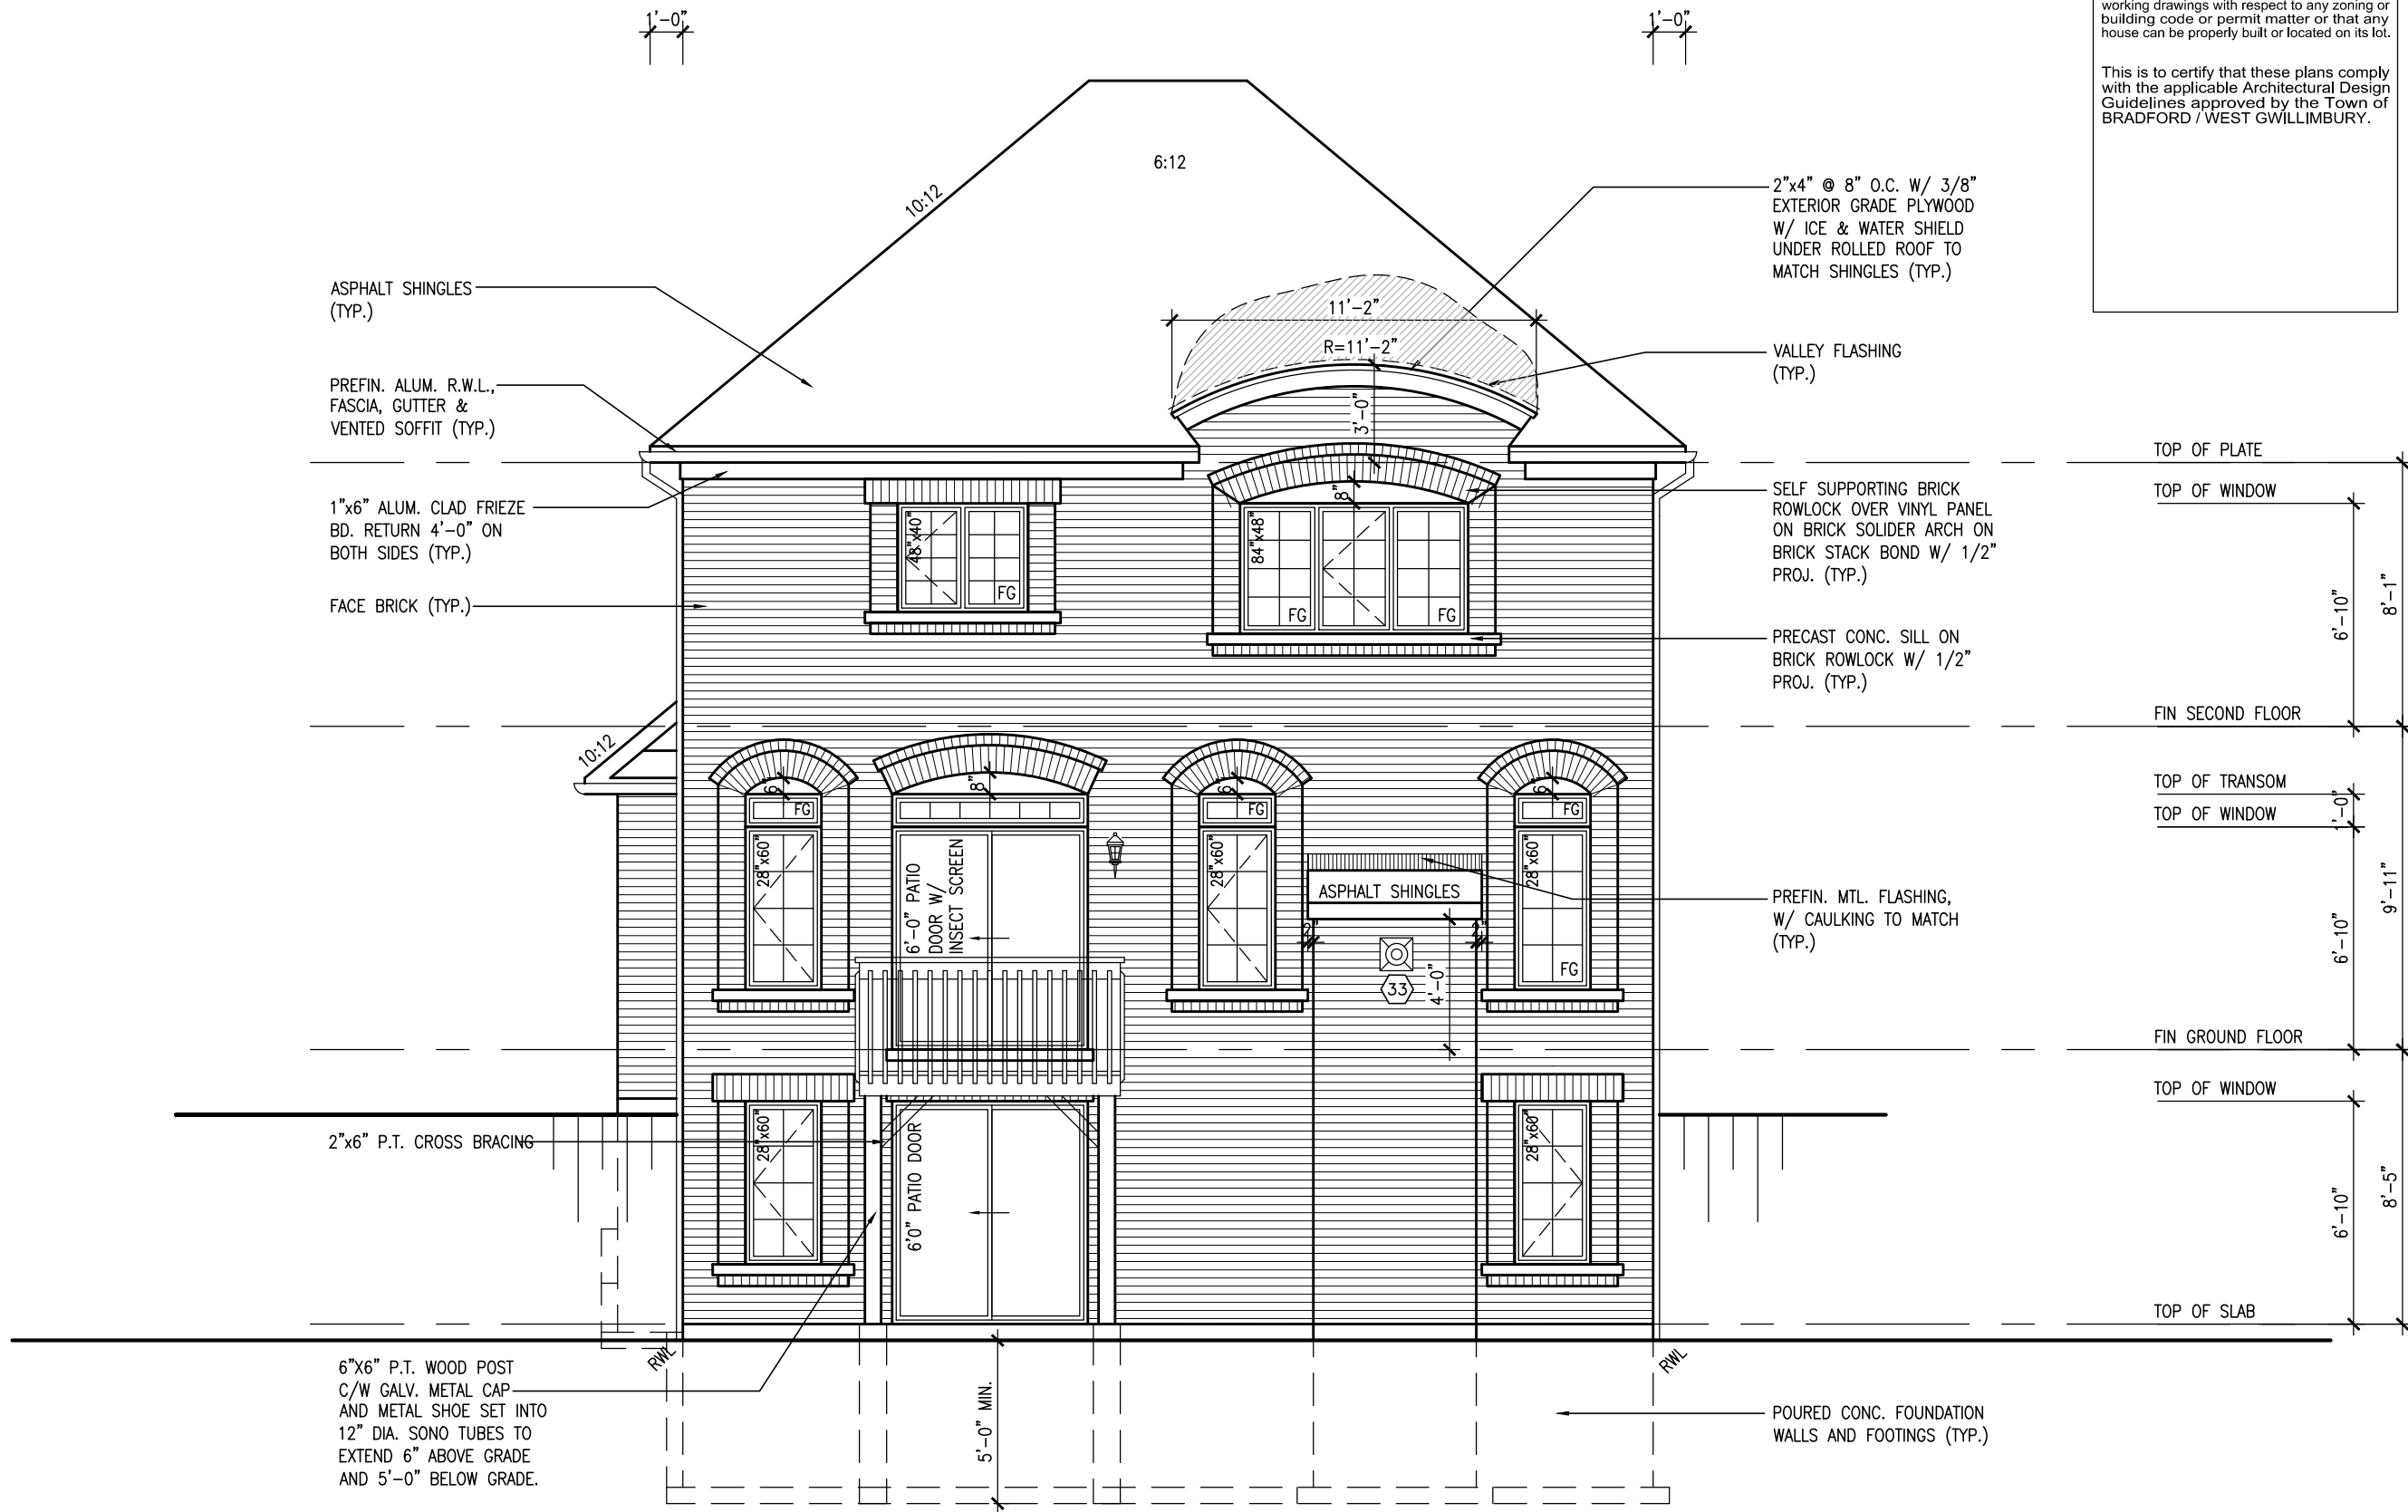 working drawings with respect to any zoning or
building code or permit matter or that any
house can be properly built or located on its lot.
This is to certify that these plans comply
with the applicable Architectural Design
Guidelines approved by the Town of
BRADFORD / WEST GWILLIMBURY.
1'-0"
1'-0"
6:12
10:12
2"x4" @ 8" O.C. W/ 3/8"
EXTERIOR GRADE PLYWOOD
W/ ICE & WATER SHIELD
UNDER ROLLED ROOF TO
MATCH SHINGLES (TYP.)
ASPHALT SHINGLES
(TYP.)
11'-2"
R=11'-2"
VALLEY FLASHING
(TYP.)
PREFIN. ALUM. R.W.L.,
FASCIA, GUTTER &
VENTED SOFFIT (TYP.)
3'-0"
TOP OF PLATE
TOP OF WINDOW
1"x6" ALUM. CLAD FRIEZE
BD. RETURN 4'-0" ON
BOTH SIDES (TYP.)
8"
SELF SUPPORTING BRICK
ROWLOCK OVER VINYL PANEL
ON BRICK SOLIDER ARCH ON
BRICK STACK BOND W/ 1/2"
PROJ. (TYP.)
48"x40"
84"x48"
FG
FG
FG
FACE BRICK (TYP.)
6'-10"
8'-1"
PRECAST CONC. SILL ON
BRICK ROWLOCK W/ 1/2"
PROJ. (TYP.)
FIN SECOND FLOOR
10:12
6"
8"
6"
6"
TOP OF TRANSOM
TOP OF WINDOW
1'-0"
FG
FG
FG
28"x60"
6'-0" PATIO
DOOR W/
INSECT SCREEN
28"x60"
28"x60"
ASPHALT SHINGLES
PREFIN. MTL. FLASHING,
W/ CAULKING TO MATCH
(TYP.)
2"
2"
33
4'-0"
FG
6'-10"
9'-11"
FIN GROUND FLOOR
TOP OF WINDOW
2"x6" P.T. CROSS BRACING
28"x60"
6'0" PATIO DOOR
28"x60"
6'-10"
8'-5"
TOP OF SLAB
RWL
RWL
6"X6" P.T. WOOD POST
C/W GALV. METAL CAP
AND METAL SHOE SET INTO
12" DIA. SONO TUBES TO
EXTEND 6" ABOVE GRADE
AND 5'-0" BELOW GRADE.
5'-0" MIN.
POURED CONC. FOUNDATION
WALLS AND FOOTINGS (TYP.)